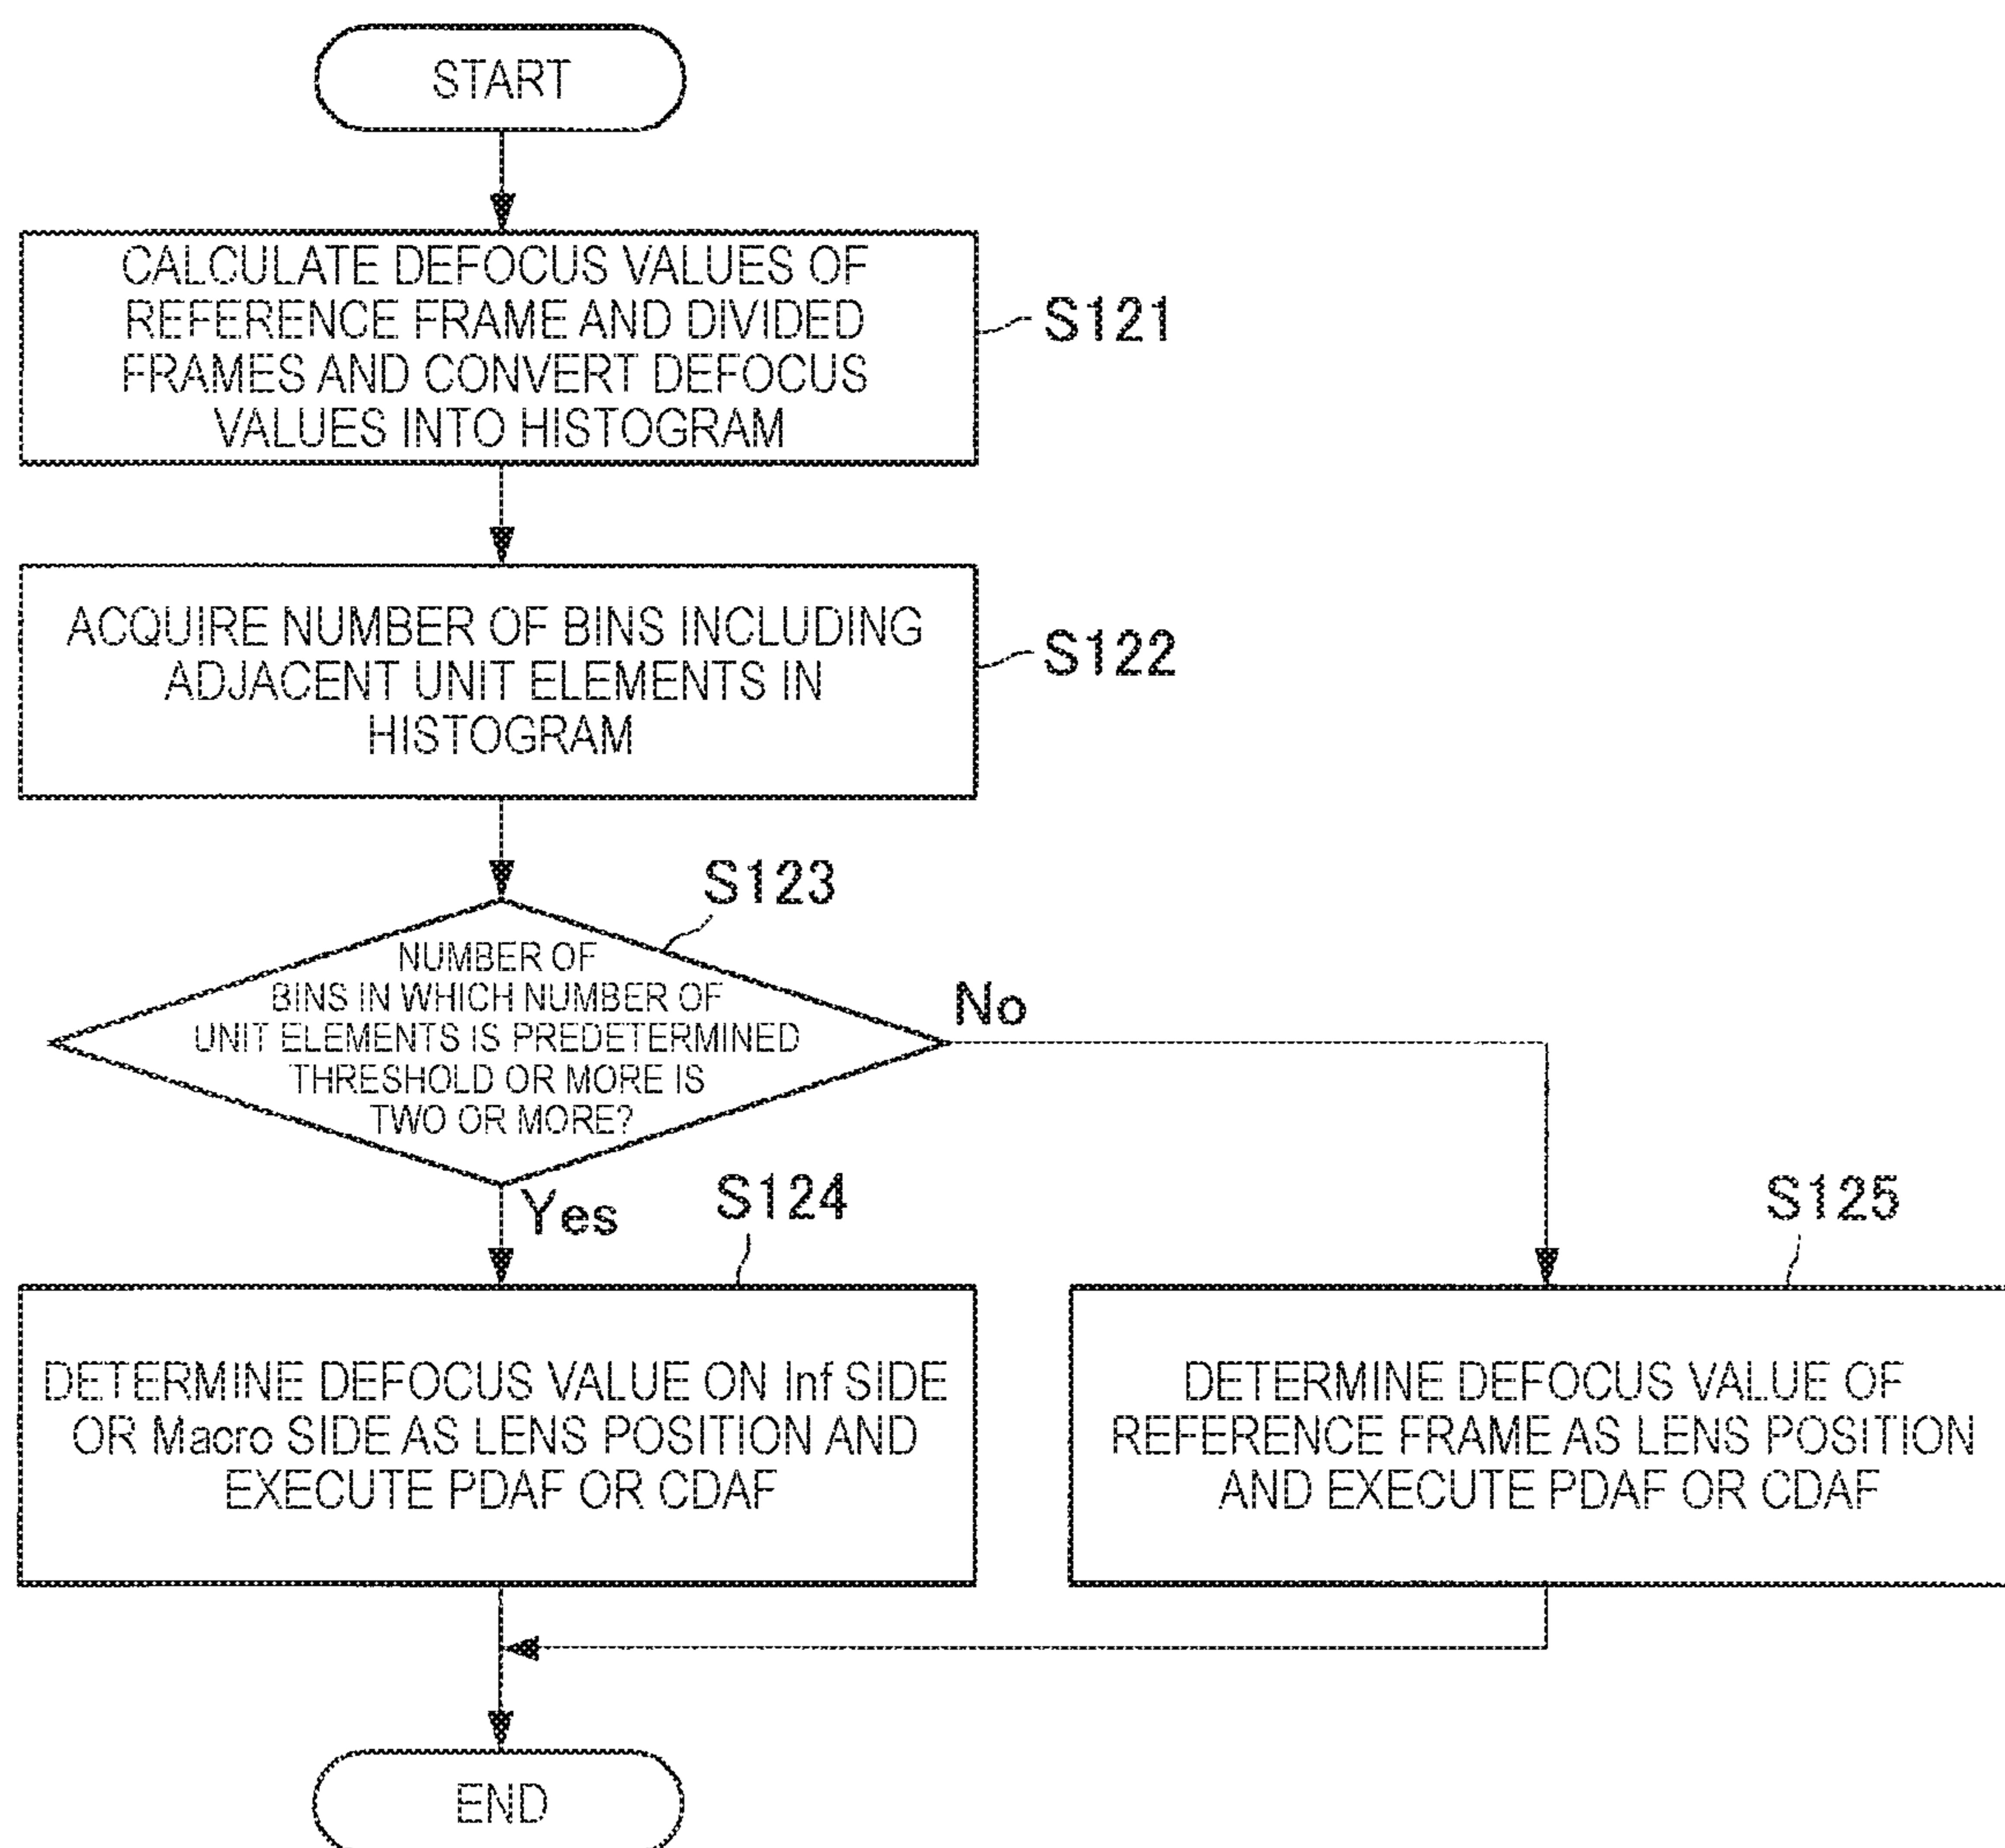 START
CALCULATE DEFOCUS VALUES OF
REFERENCE FRAME AND DIVIDED
FRAMES AND CONVERT DEFOCUS
VALUES INTO HISTOGRAM
S121
ACQUIRE NUMBER OF BINS INCLUDING
ADJACENT UNIT ELEMENTS IN
HISTOGRAM
S122
S123
NUMBER OF
BINS IN WHICH NUMBER OF
UNIT ELEMENTS IS PREDETERMINED
THRESHOLD OR MORE IS
TWO OR MORE?
No
Yes
S124
DETERMINE DEFOCUS VALUE ON Inf SIDE
OR Macro SIDE AS LENS POSITION AND
EXECUTE PDAF OR CDAF
S125
DETERMINE DEFOCUS VALUE OF
REFERENCE FRAME AS LENS POSITION
AND EXECUTE PDAF OR CDAF
END